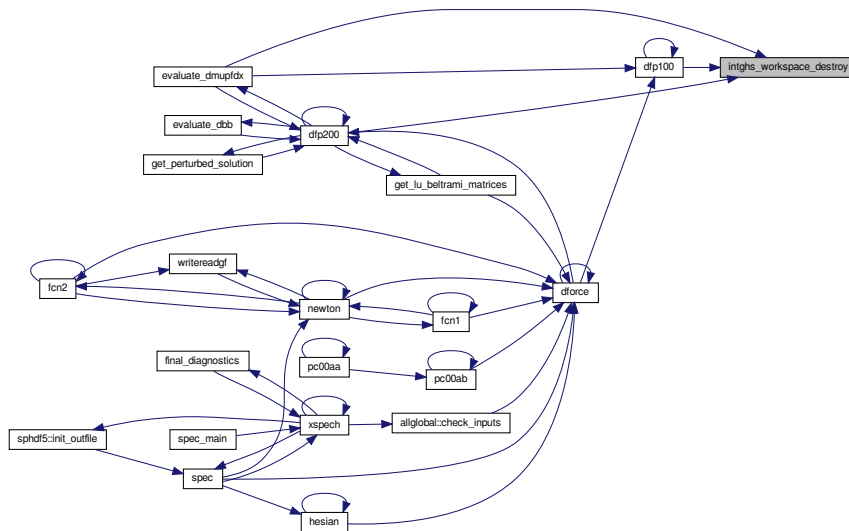 intghs_workspace_destroy
dfp100
evaluate_dmupfdx
evaluate_dbb
dfp200
get_perturbed_solution
get_lu_beltrami_matrices
writereadgf
fcn2
dforce
newton
fcn1
final_diagnostics
pc00aa
pc00ab
allglobal::check_inputs
xspech
sphdf5::init_outfile
spec_main
spec
hesian